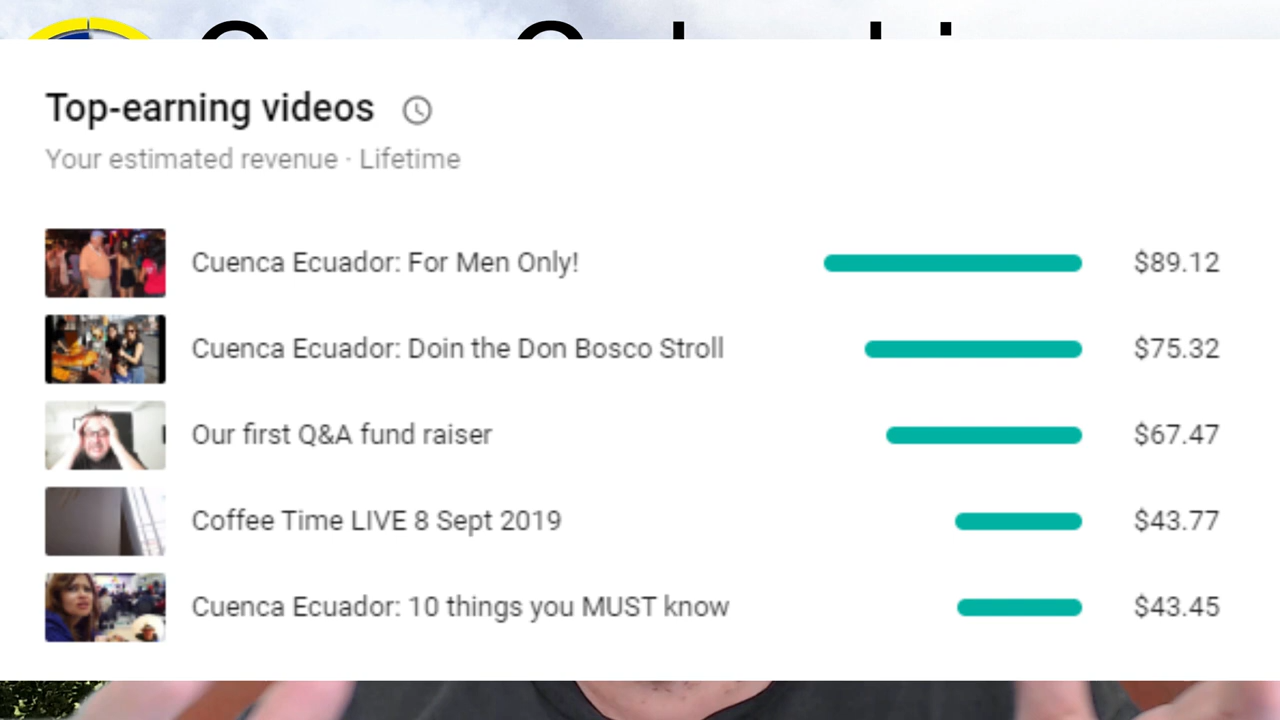 Top-earning videos
Your estimated revenue · Lifetime
Cuenca Ecuador: For Men Only! $89.12
Cuenca Ecuador: Doin the Don Bosco Stroll $75.32
Our first Q&A fund raiser $67.47
Coffee Time LIVE 8 Sept 2019 $43.77
Cuenca Ecuador: 10 things you MUST know $43.45